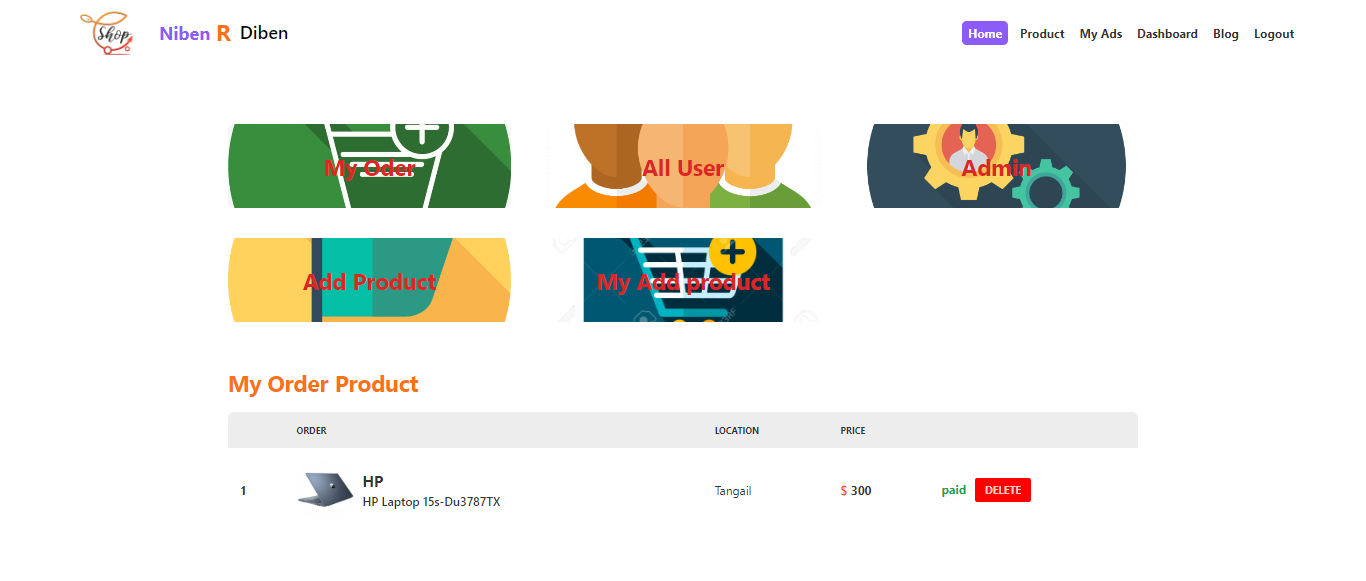 Shop
Niben R Diben
Home Product My Ads Dashboard Blog Logout
My Oder
All User
Admin
Add Product
My Add product
My Order Product
ORDER LOCATION PRICE
1 HP Tangail $ 300 paid DELETE
HP Laptop 15s-Du3787TX